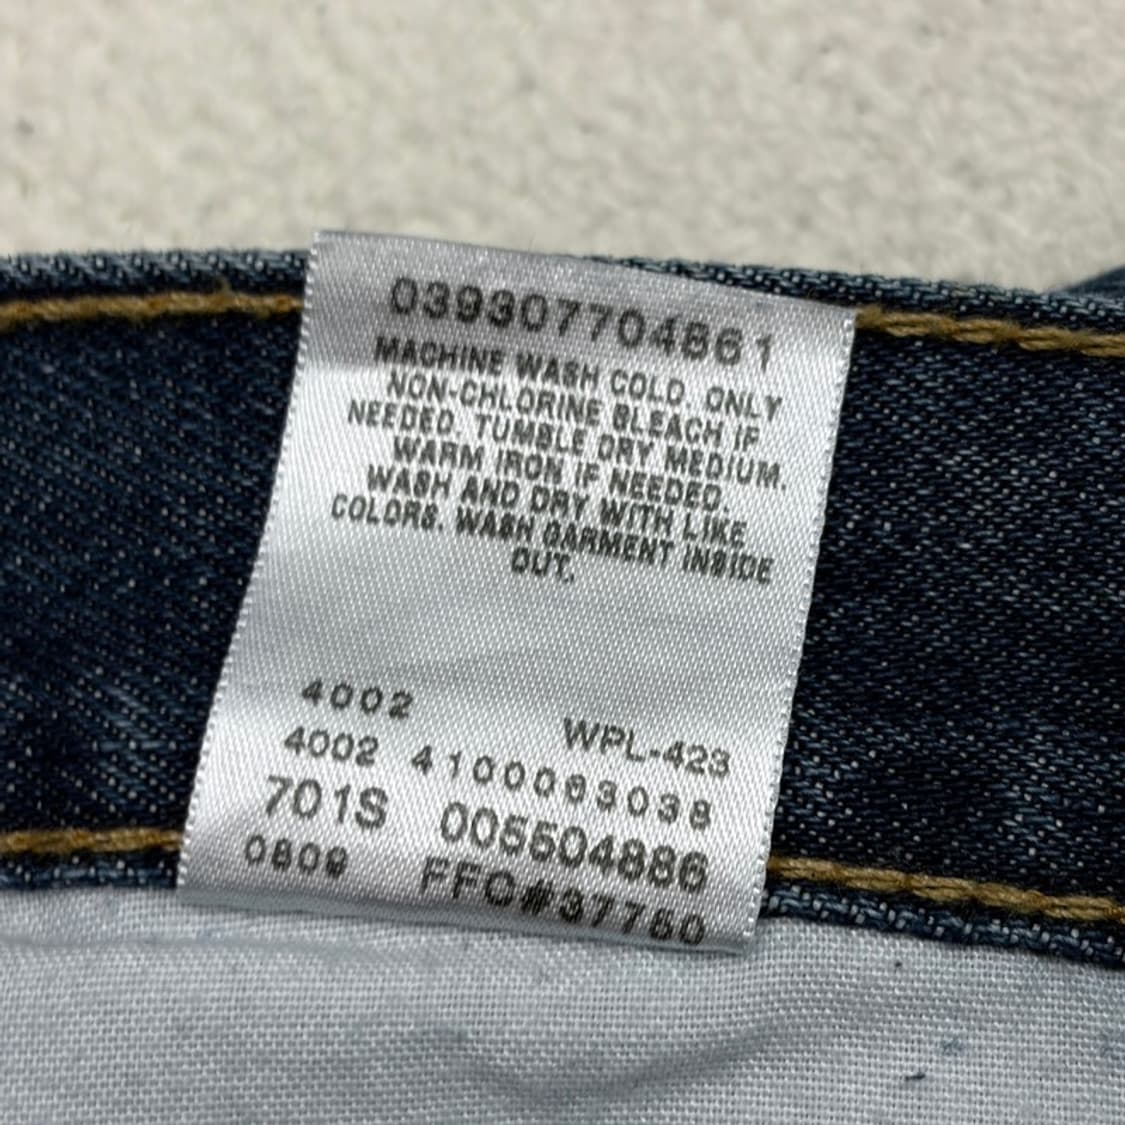 039307704861
MACHINE WASH COLD. ONLY
NON-CHLORINE BLEACH IF
NEEDED. TUMBLE DRY MEDIUM.
WARM IRON IF NEEDED.
WASH AND DRY WITH LIKE
COLORS. WASH GARMENT INSIDE
OUT.
4002
WPL-423
4002 4100063038
701S 005504886
0809 FFC#37750